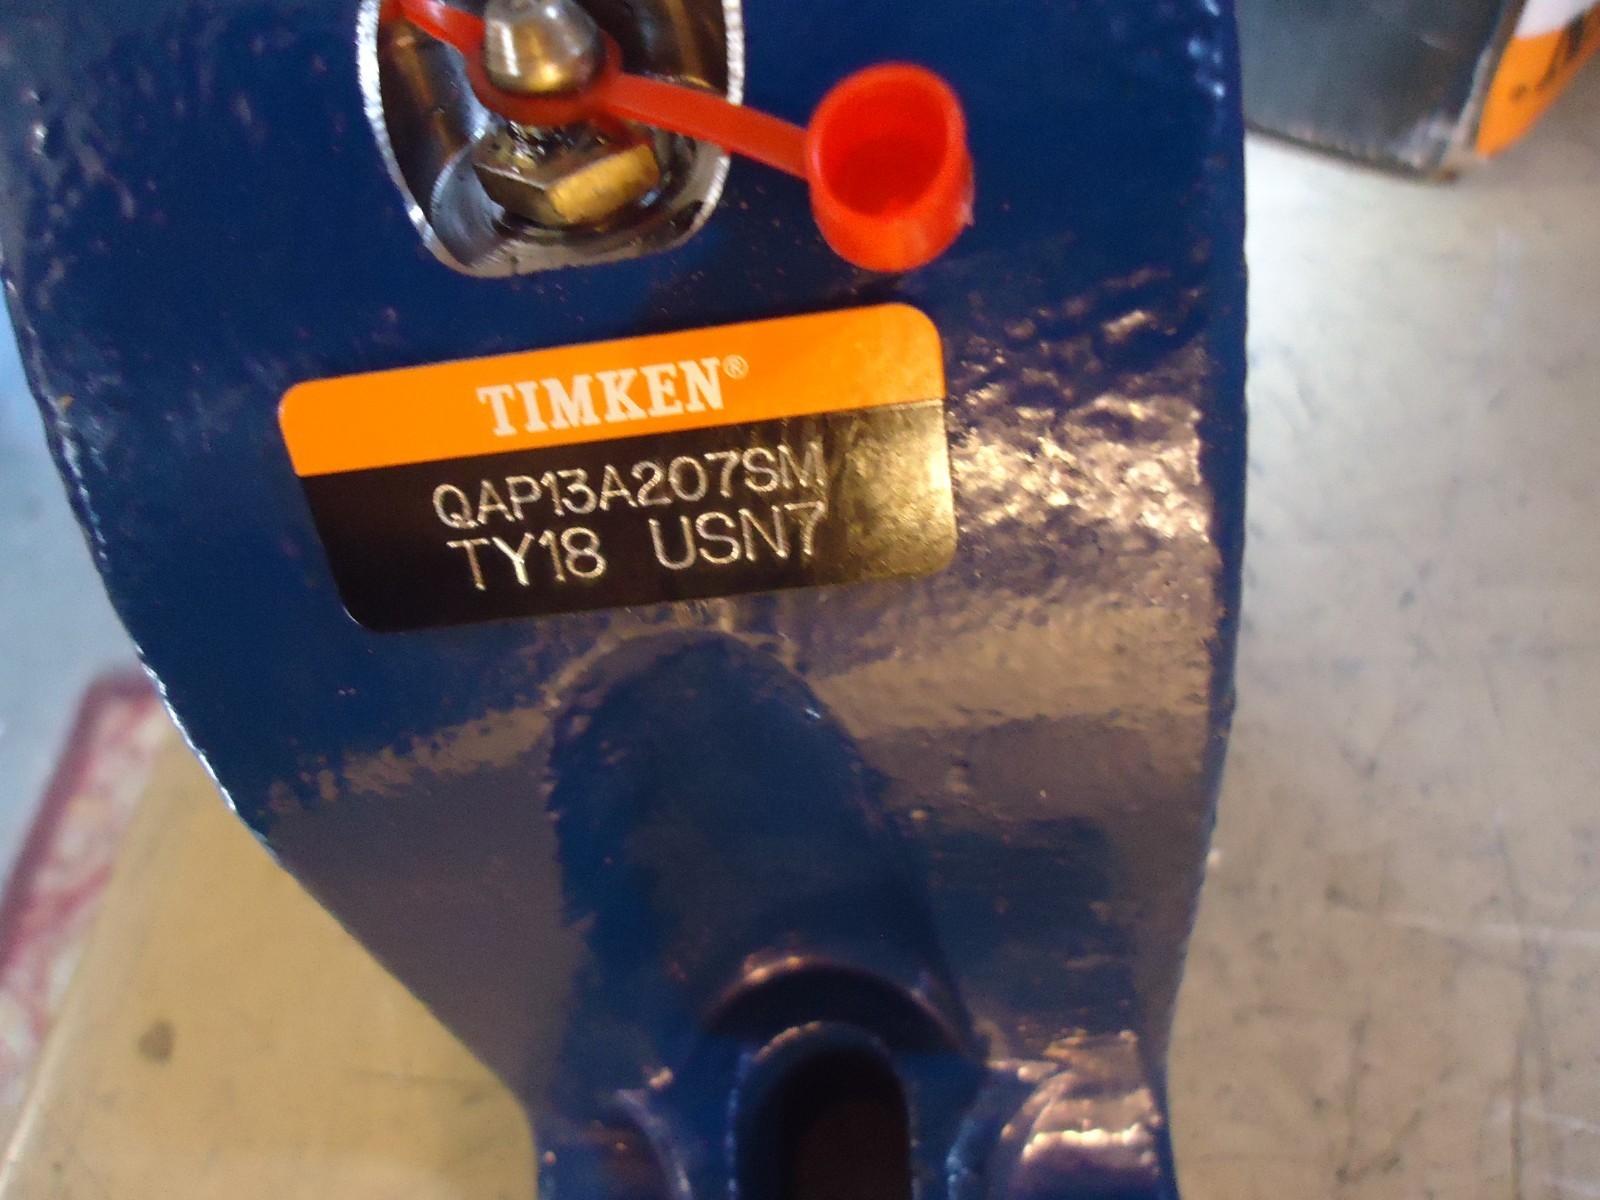 TIMKEN®
QAP13A207SM
TY18 USN7